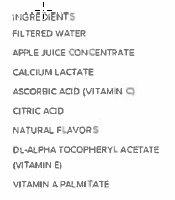 INGREDIENTS
FILTERED WATER
APPLE JUICE CONCENTRATE
CALCIUM LACTATE
ASCORBIC ACID (VITAMIN C)
CITRIC ACID
NATURAL FLAVORS
DL-ALPHA TOCOPHERYL ACETATE
(VITAMIN E)
VITAMIN A PALMITATE